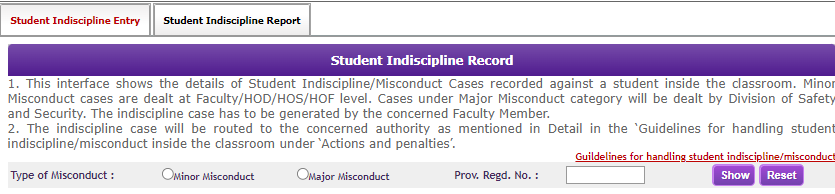 Student Indiscipline Entry Student Indiscipline Report
Student Indiscipline Record
1. This interface shows the details of Student Indiscipline/Misconduct Cases recorded against a student inside the classroom. Minor
Misconduct cases are dealt at Faculty/HOD/HOS/HOF level. Cases under Major Misconduct category will be dealt by Division of Safety
and Security. The indiscipline case has to be generated by the concerned Faculty Member.
2. The indiscipline case will be routed to the concerned authority as mentioned in Detail in the `Guidelines for handling student
indiscipline/misconduct inside the classroom under `Actions and penalties’.
Guildelines for handling student indiscipline/misconduct
Type of Misconduct : Minor Misconduct Major Misconduct Prov. Regd. No. : Show Reset